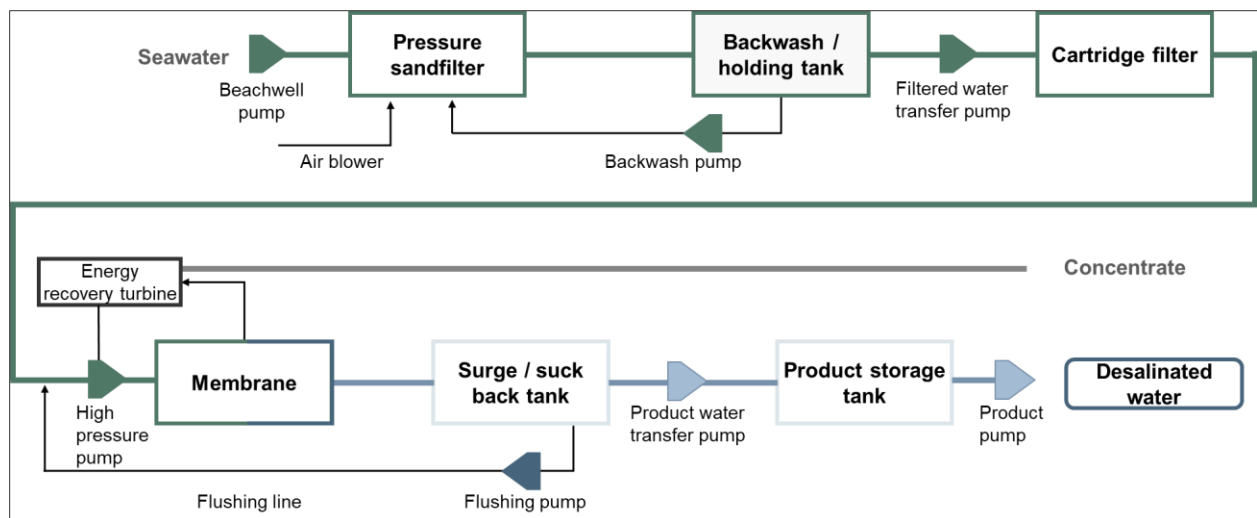 Seawater
Beachwell
pump
Pressure
sandfilter
Air blower
Backwash /
holding tank
Backwash pump
Filtered water
transfer pump
Cartridge filter
Energy
recovery turbine
Concentrate
High
pressure
pump
Membrane
Surge / suck
back tank
Product water
transfer pump
Product storage
tank
Product
pump
Desalinated
water
Flushing line
Flushing pump